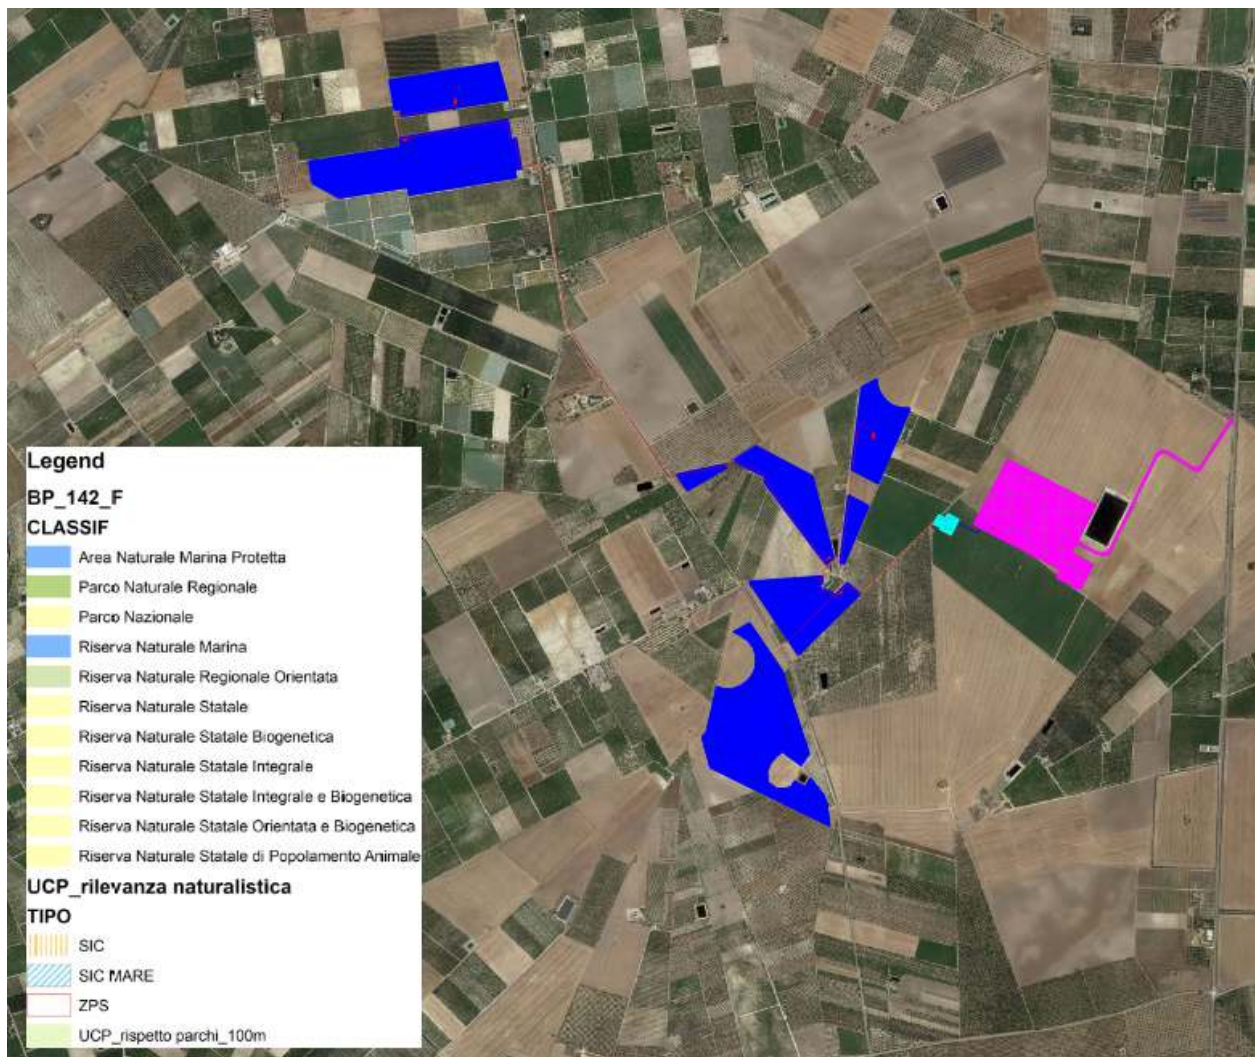 Legend
BP_142_F
CLASSIF
Area Naturale Marina Protetta
Parco Naturale Regionale
Parco Nazionale
Riserva Naturale Marina
Riserva Naturale Regionale Orientata
Riserva Naturale Statale
Riserva Naturale Statale Biogenetica
Riserva Naturale Statale Integrale
Riserva Naturale Statale Integrale e Biogenetica
Riserva Naturale Statale Orientata e Biogenetica
Riserva Naturale Statale di Popolamento Animale
UCP_rilevanza naturalistica
TIPO
SIC
SIC MARE
ZPS
UCP_rispetto parchi_100m